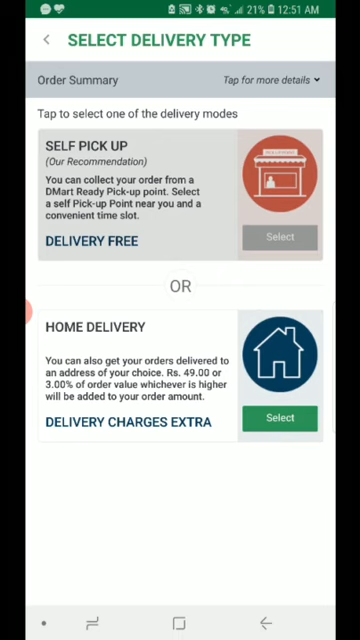 21% 12:51 AM
SELECT DELIVERY TYPE
Order Summary
Tap for more details
Tap to select one of the delivery modes
SELF PICK UP
(Our Recommendation)
You can collect your order from a
DMart Ready Pick-up point. Select
a self Pick-up Point near you and a
convenient time slot.
DELIVERY FREE
Select
OR
HOME DELIVERY
You can also get your orders delivered to
an address of your choice. Rs. 49.00 or
3.00% of order value whichever is higher
will be added to your order amount.
DELIVERY CHARGES EXTRA
Select